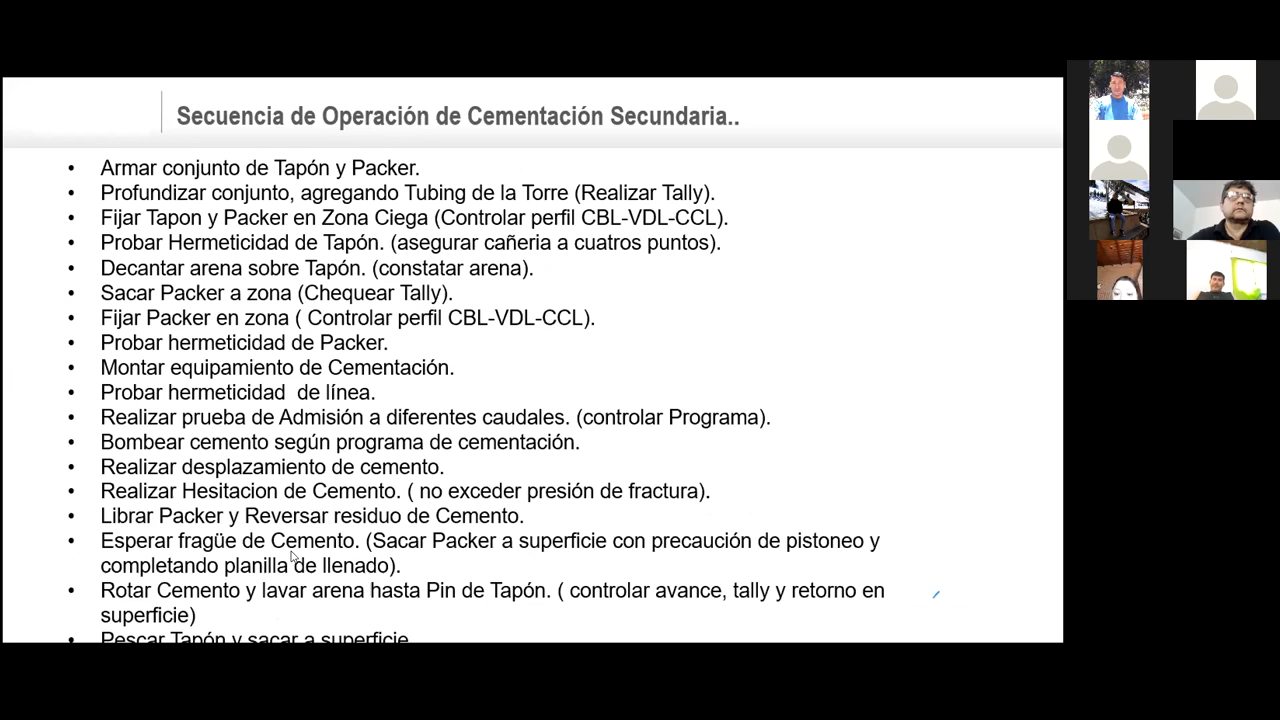 Secuencia de Operación de Cementación Secundaria..
• Armar conjunto de Tapón y Packer.
• Profundizar conjunto, agregando Tubing de la Torre (Realizar Tally).
• Fijar Tapon y Packer en Zona Ciega (Controlar perfil CBL-VDL-CCL).
• Probar Hermeticidad de Tapón. (asegurar cañeria a cuatros puntos).
• Decantar arena sobre Tapón. (constatar arena).
• Sacar Packer a zona (Chequear Tally).
• Fijar Packer en zona ( Controlar perfil CBL-VDL-CCL).
• Probar hermeticidad de Packer.
• Montar equipamiento de Cementación.
• Probar hermeticidad  de línea.
• Realizar prueba de Admisión a diferentes caudales. (controlar Programa).
• Bombear cemento según programa de cementación.
• Realizar desplazamiento de cemento.
• Realizar Hesitacion de Cemento. ( no exceder presión de fractura).
• Librar Packer y Reversar residuo de Cemento.
• Esperar fragüe de Cemento. (Sacar Packer a superficie con precaución de pistoneo y
completando planilla de llenado).
• Rotar Cemento y lavar arena hasta Pin de Tapón. ( controlar avance, tally y retorno en
superficie)
• Pescar Tapón y sacar a superficie